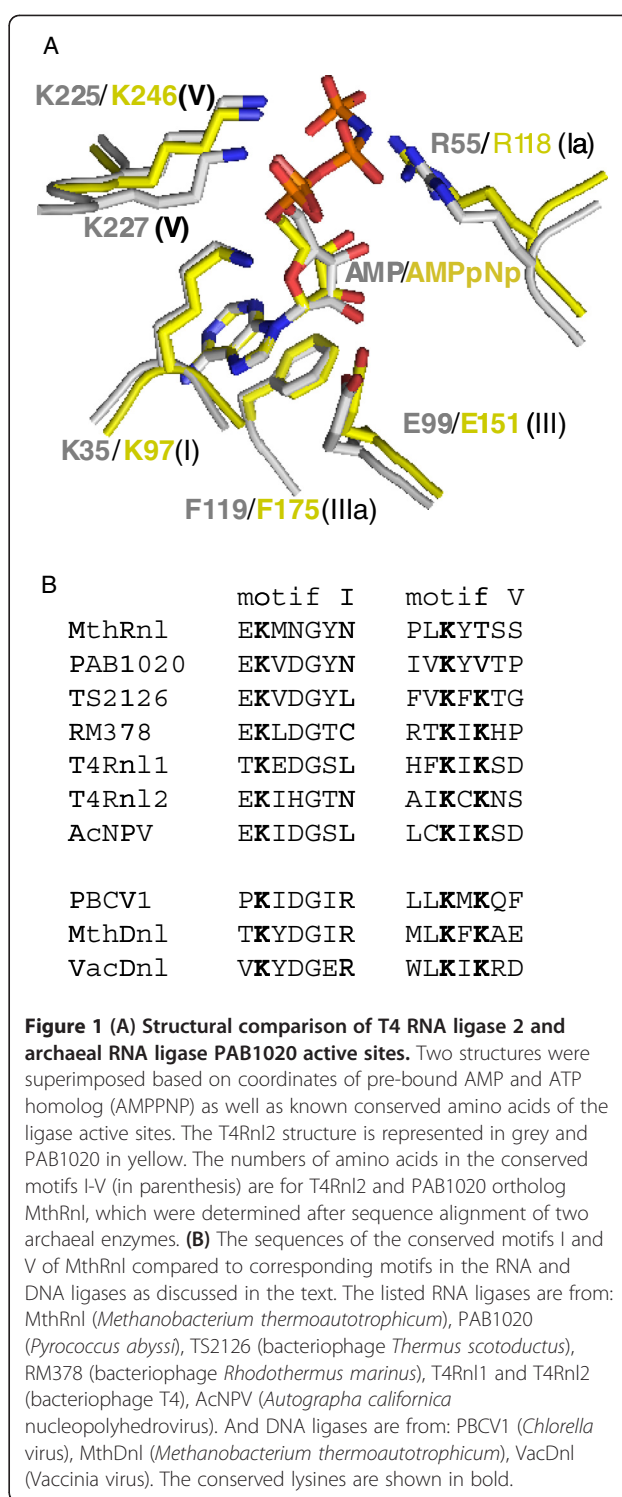 A
K225/K246(V)
R55/R118 (Ia)
K227 (V)
AMP/AMPpNp
K35/K97(I)
E99/E151 (III)
F119/F175(IIIa)
B
motif I motif V
MthRnl EKMNGYN PLKYTSS
PAB1020 EKVDGYN IVKYVTP
TS2126 EKVDGYL FVKFKTG
RM378 EKLDGTC RTKIKHP
T4Rnl1 TKEDGSL HFKIKSD
T4Rnl2 EKIHGTN AIKCKNS
AcNPV EKIDGSL LCKIKSD
PBCV1 PKIDGIR LLKMKQF
MthDnl TKYDGIR MLKFKAE
VacDnl VKYDGER WLKIKRD
Figure 1 (A) Structural comparison of T4 RNA ligase 2 and
archaeal RNA ligase PAB1020 active sites. Two structures were
superimposed based on coordinates of pre-bound AMP and ATP
homolog (AMPPNP) as well as known conserved amino acids of the
ligase active sites. The T4Rnl2 structure is represented in grey and
PAB1020 in yellow. The numbers of amino acids in the conserved
motifs I-V (in parenthesis) are for T4Rnl2 and PAB1020 ortholog
MthRnl, which were determined after sequence alignment of two
archaeal enzymes. (B) The sequences of the conserved motifs I and
V of MthRnl compared to corresponding motifs in the RNA and
DNA ligases as discussed in the text. The listed RNA ligases are from:
MthRnl (Methanobacterium thermoautotrophicum), PAB1020
(Pyrococcus abyssi), TS2126 (bacteriophage Thermus scotoductus),
RM378 (bacteriophage Rhodothermus marinus), T4Rnl1 and T4Rnl2
(bacteriophage T4), AcNPV (Autographa californica
nucleopolyhedrovirus). And DNA ligases are from: PBCV1 (Chlorella
virus), MthDnl (Methanobacterium thermoautotrophicum), VacDnl
(Vaccinia virus). The conserved lysines are shown in bold.